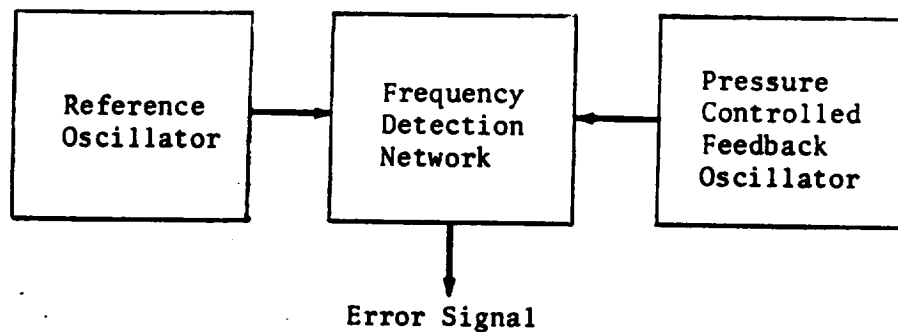 Reference
Oscillator
Frequency
Detection
Network
Pressure
Controlled
Feedback
Oscillator
Error Signal